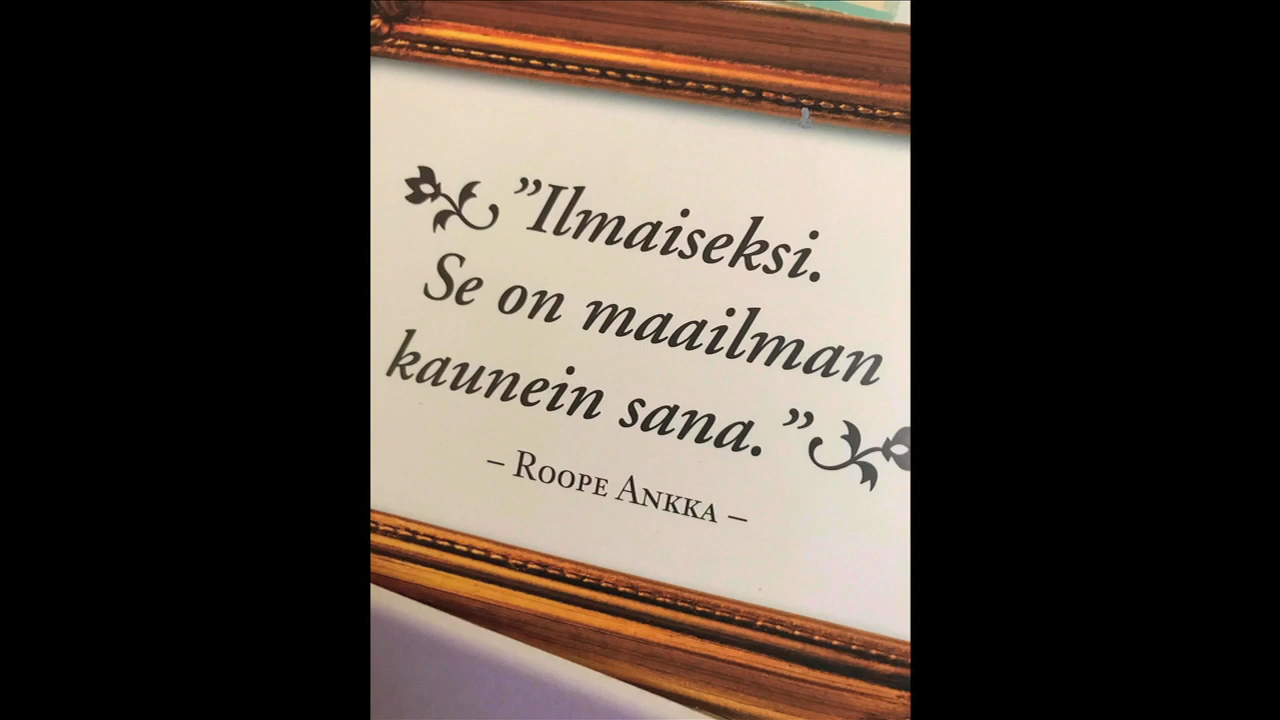 ”Ilmaiseksi.
Se on maailman
kaunein sana.”
– Roope Ankka –